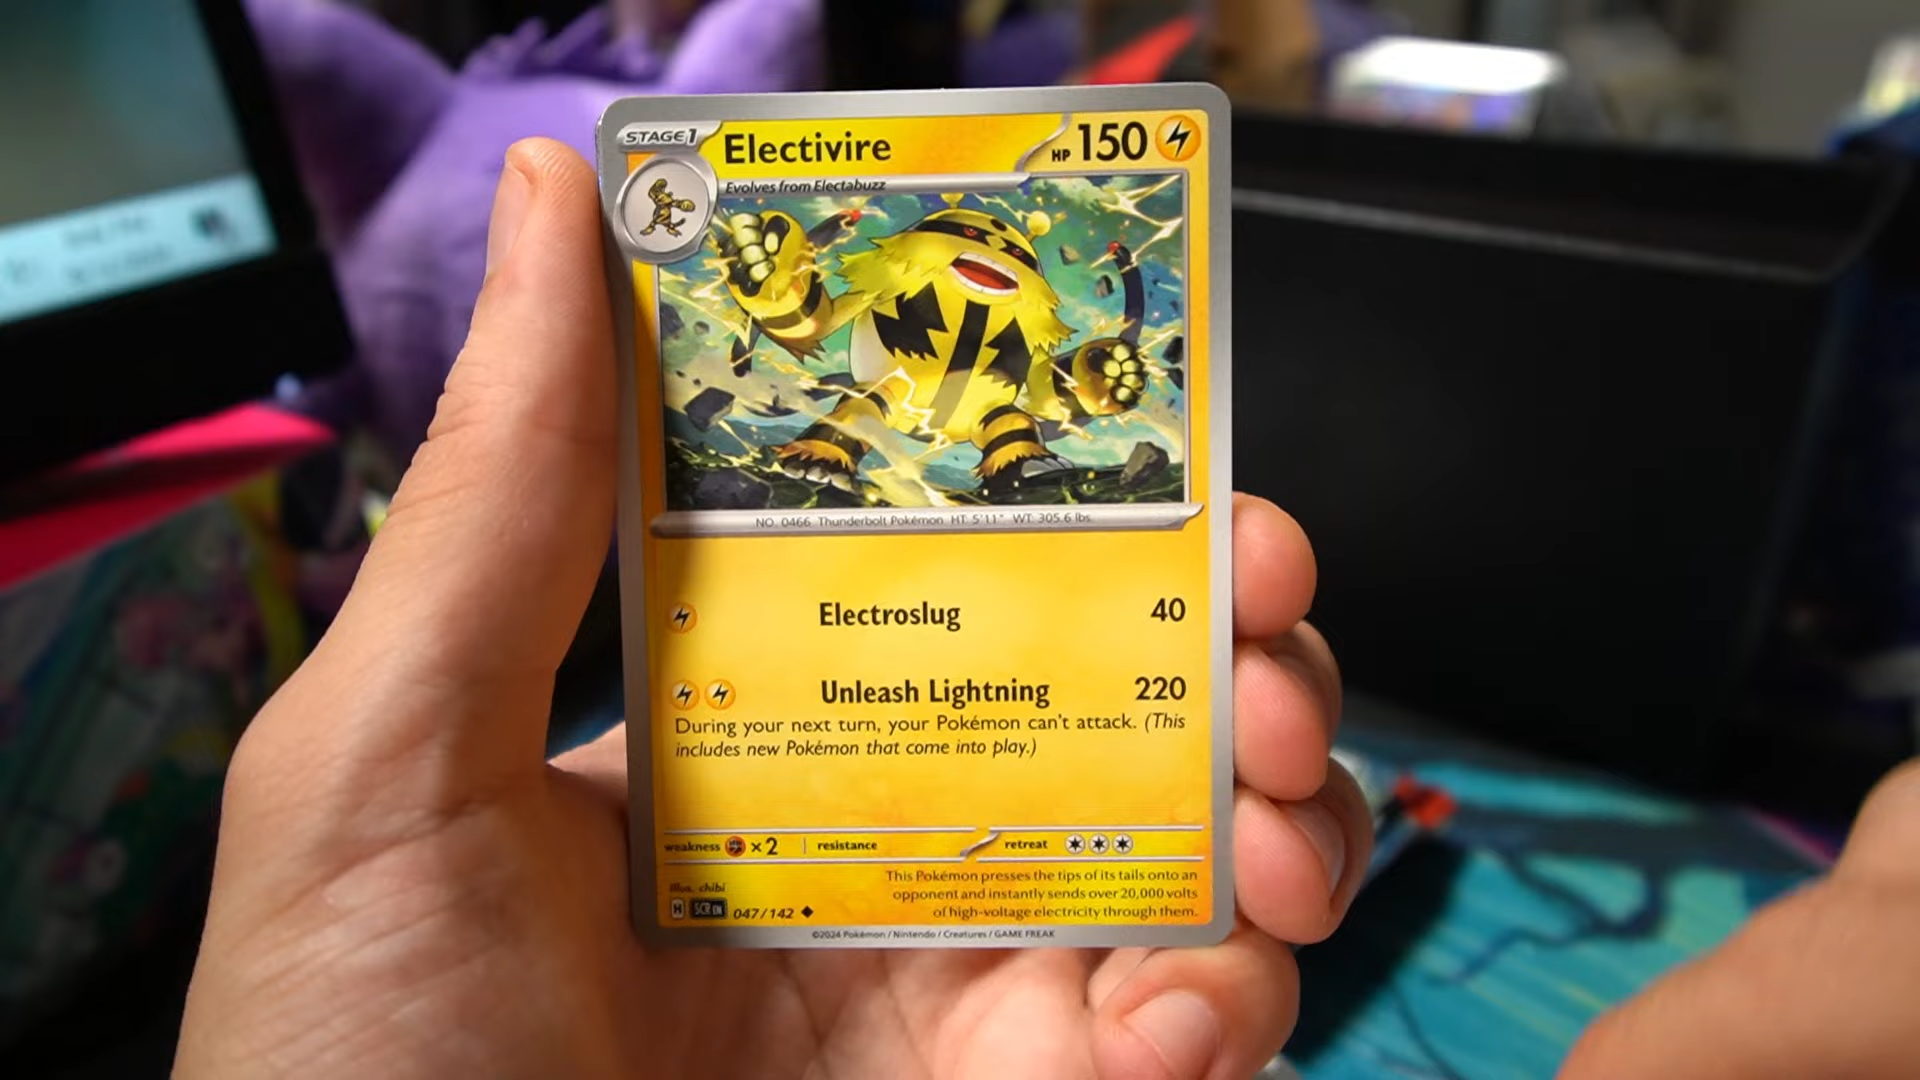 STAGE1 Electivire HP 150
Evolves from Electabuzz
NO. 0466 Thunderbolt Pokémon HT: 5'11" WT: 305.6 lbs.
Electroslug 40
Unleash Lightning 220
During your next turn, your Pokémon can't attack. (This
includes new Pokémon that come into play.)
weakness ×2 resistance retreat
This Pokémon presses the tips of its tails onto an
opponent and instantly sends over 20,000 volts
of high-voltage electricity through them.
Illus. chibi
H SCR EN 047/142
©2024 Pokémon / Nintendo / Creatures / GAME FREAK